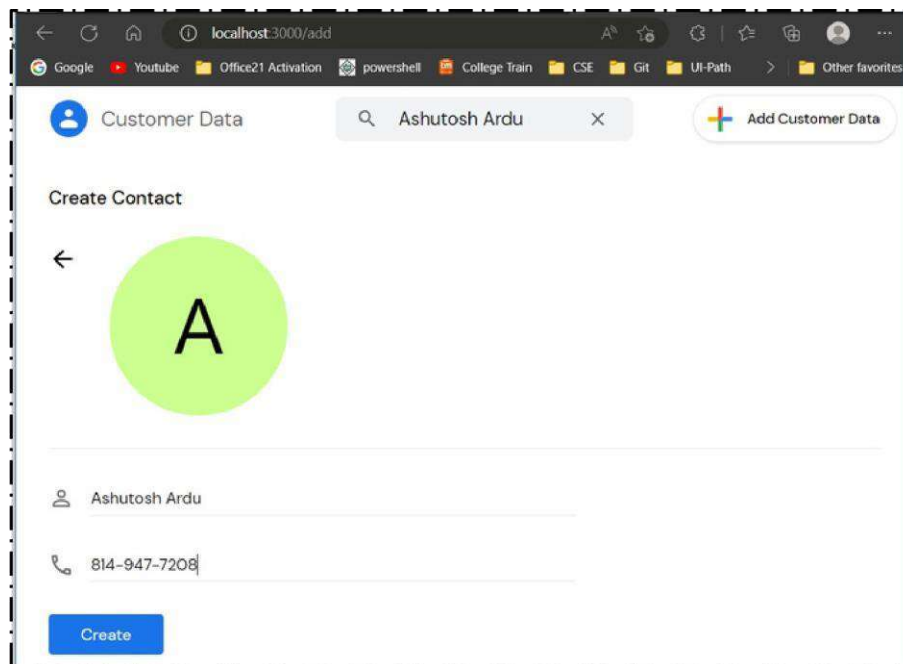 localhost:3000/add
Google Youtube Office21 Activation powershell College Train CSE Git UI-Path Other favorites
Customer Data Ashutosh Ardu Add Customer Data
Create Contact
A
Ashutosh Ardu
814-947-7208
Create